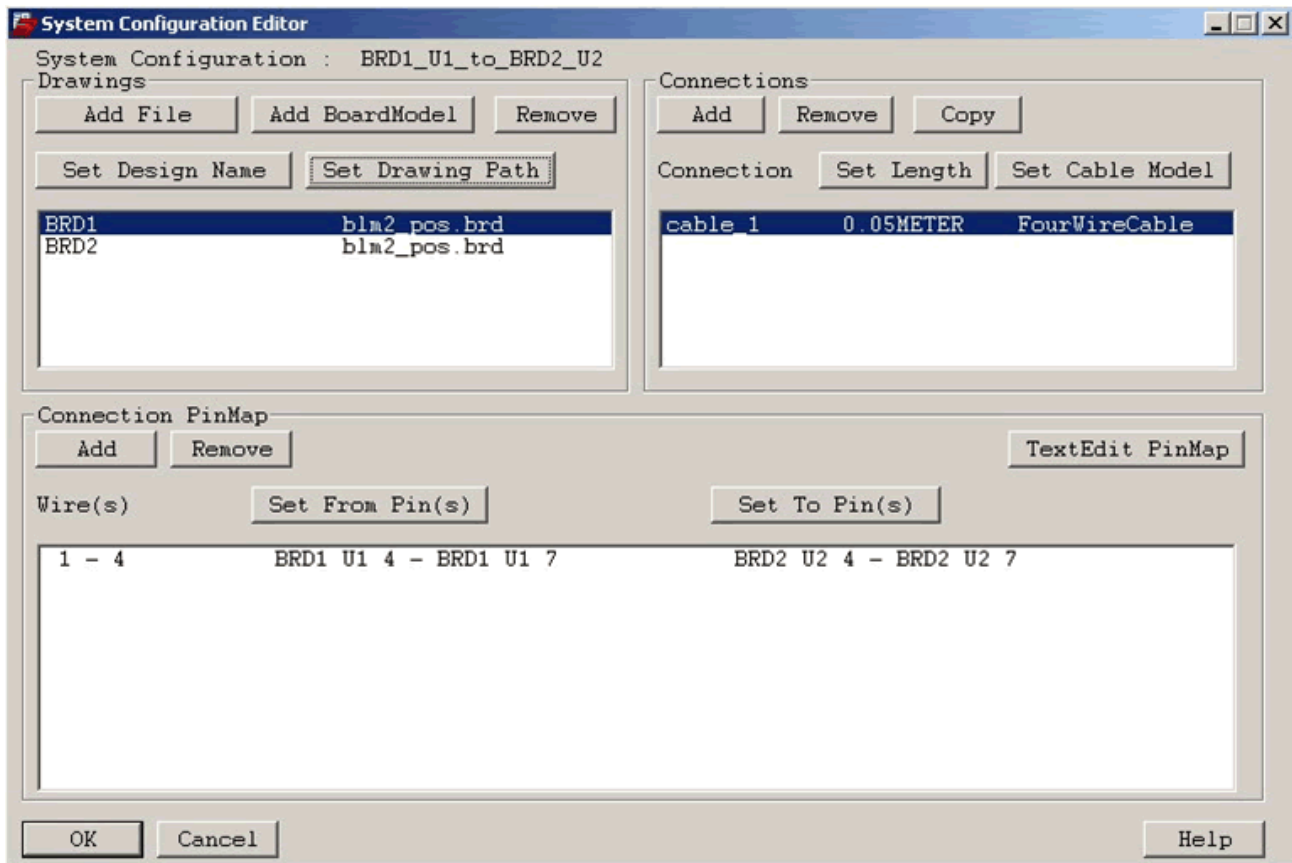 System Configuration Editor
System Configuration : BRD1_U1_to_BRD2_U2
Drawings
Add File Add BoardModel Remove
Set Design Name Set Drawing Path
BRD1 blm2_pos.brd
BRD2 blm2_pos.brd
Connections
Add Remove Copy
Connection Set Length Set Cable Model
cable_1 0.05METER FourWireCable
Connection PinMap
Add Remove TextEdit PinMap
Wire(s) Set From Pin(s) Set To Pin(s)
1 - 4 BRD1 U1 4 - BRD1 U1 7 BRD2 U2 4 - BRD2 U2 7
OK Cancel Help